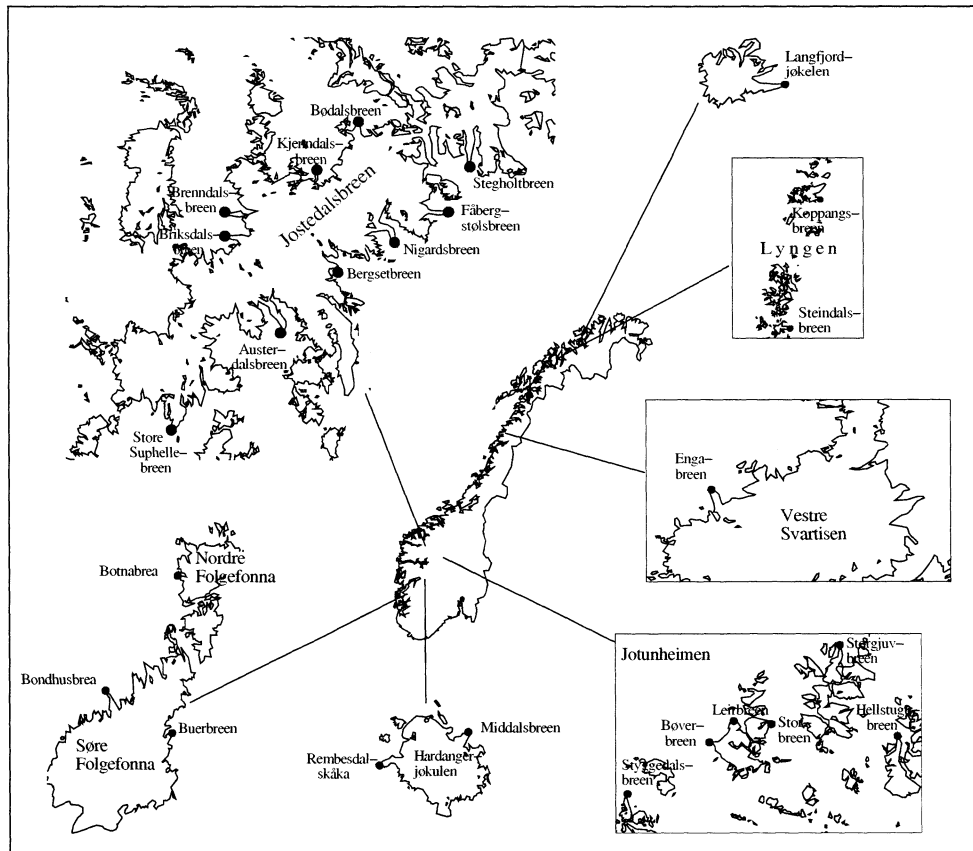 Langfjord–
jøkelen
Bødalsbreen
Kjenndals–
breen
Stegholtbreen
Brenndals–
breen
Jostedalsbreen
Fåberg–
stølsbreen
Briksdals–
breen
Nigardsbreen
Bergsetbreen
Koppangs–
breen
Lyngen
Steindals–
breen
Auster–
dalsbreen
Store
Suphelle–
breen
Enga–
breen
Vestre
Svartisen
Nordre
Folgefonna
Botnabrea
Bondhusbrea
Buerbreen
Søre
Folgefonna
Middalsbreen
Rembesdal–
skåka
Hardanger–
jøkulen
Jotunheimen
Storgjuv–
breen
Leirbreen
Bøver–
breen
Stor–
breen
Hellstugu–
breen
Styggedals–
breen